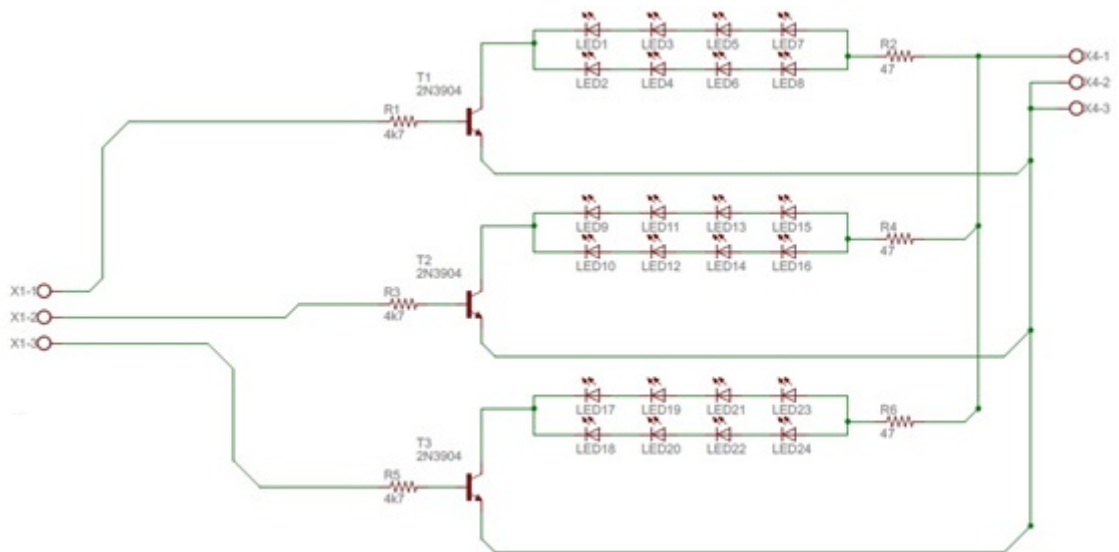 LED1 LED3 LED5 LED7
R2
47
X4-1
LED2 LED4 LED6 LED8
X4-2
X4-3
T1
2N3904
R1
4k7
LED9 LED11 LED13 LED15
R4
47
LED10 LED12 LED14 LED16
T2
2N3904
X1-1
R3
4k7
X1-2
X1-3
LED17 LED19 LED21 LED23
R6
47
LED18 LED20 LED22 LED24
T3
2N3904
R5
4k7